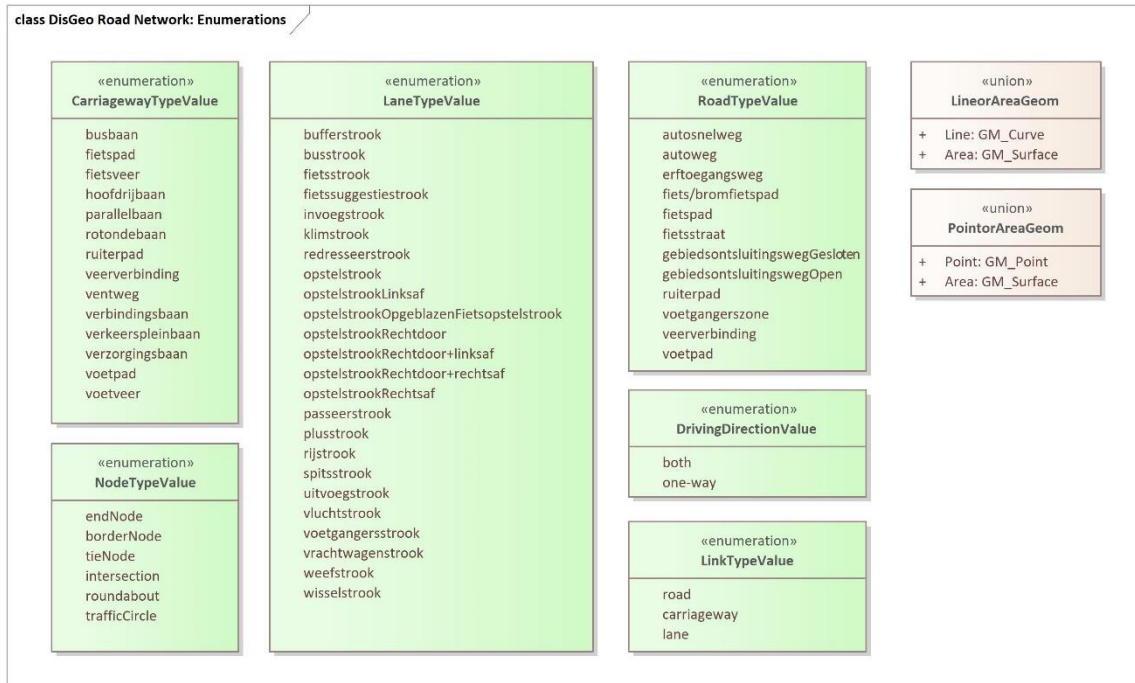 class DisGeo Road Network: Enumerations
«enumeration»
CarriagewayTypeValue
busbaan
fietspad
fietsveer
hoofdrijbaan
parallelbaan
rotondebaan
ruiterpad
veerverbinding
ventweg
verbindingsbaan
verkeerspleinbaan
verzorgingsbaan
voetpad
voetveer
«enumeration»
NodeTypeValue
endNode
borderNode
tieNode
intersection
roundabout
trafficCircle
«enumeration»
LaneTypeValue
bufferstrook
busstrook
fietsstrook
fietssuggestiestrook
invoegstrook
klimstrook
redresseerstrook
opstelstrook
opstelstrookLinksaf
opstelstrookOpgeblazenFietsopstelstrook
opstelstrookRechtdoor
opstelstrookRechtdoor+linksaf
opstelstrookRechtdoor+rechtsaf
opstelstrookRechtsaf
passeerstrook
plusstrook
rijstrook
spitsstrook
uitvoegstrook
vluchtstrook
voetgangersstrook
vrachtwagenstrook
weefstrook
wisselstrook
«enumeration»
RoadTypeValue
autosnelweg
autoweg
erftoegangsweg
fiets/bromfietspad
fietspad
fietsstraat
gebiedsontsluitingswegGesloten
gebiedsontsluitingswegOpen
ruiterpad
voetgangerszone
veerverbinding
voetpad
«enumeration»
DrivingDirectionValue
both
one-way
«enumeration»
LinkTypeValue
road
carriageway
lane
«union»
LineorAreaGeom
+ Line: GM_Curve
+ Area: GM_Surface
«union»
PointorAreaGeom
+ Point: GM_Point
+ Area: GM_Surface